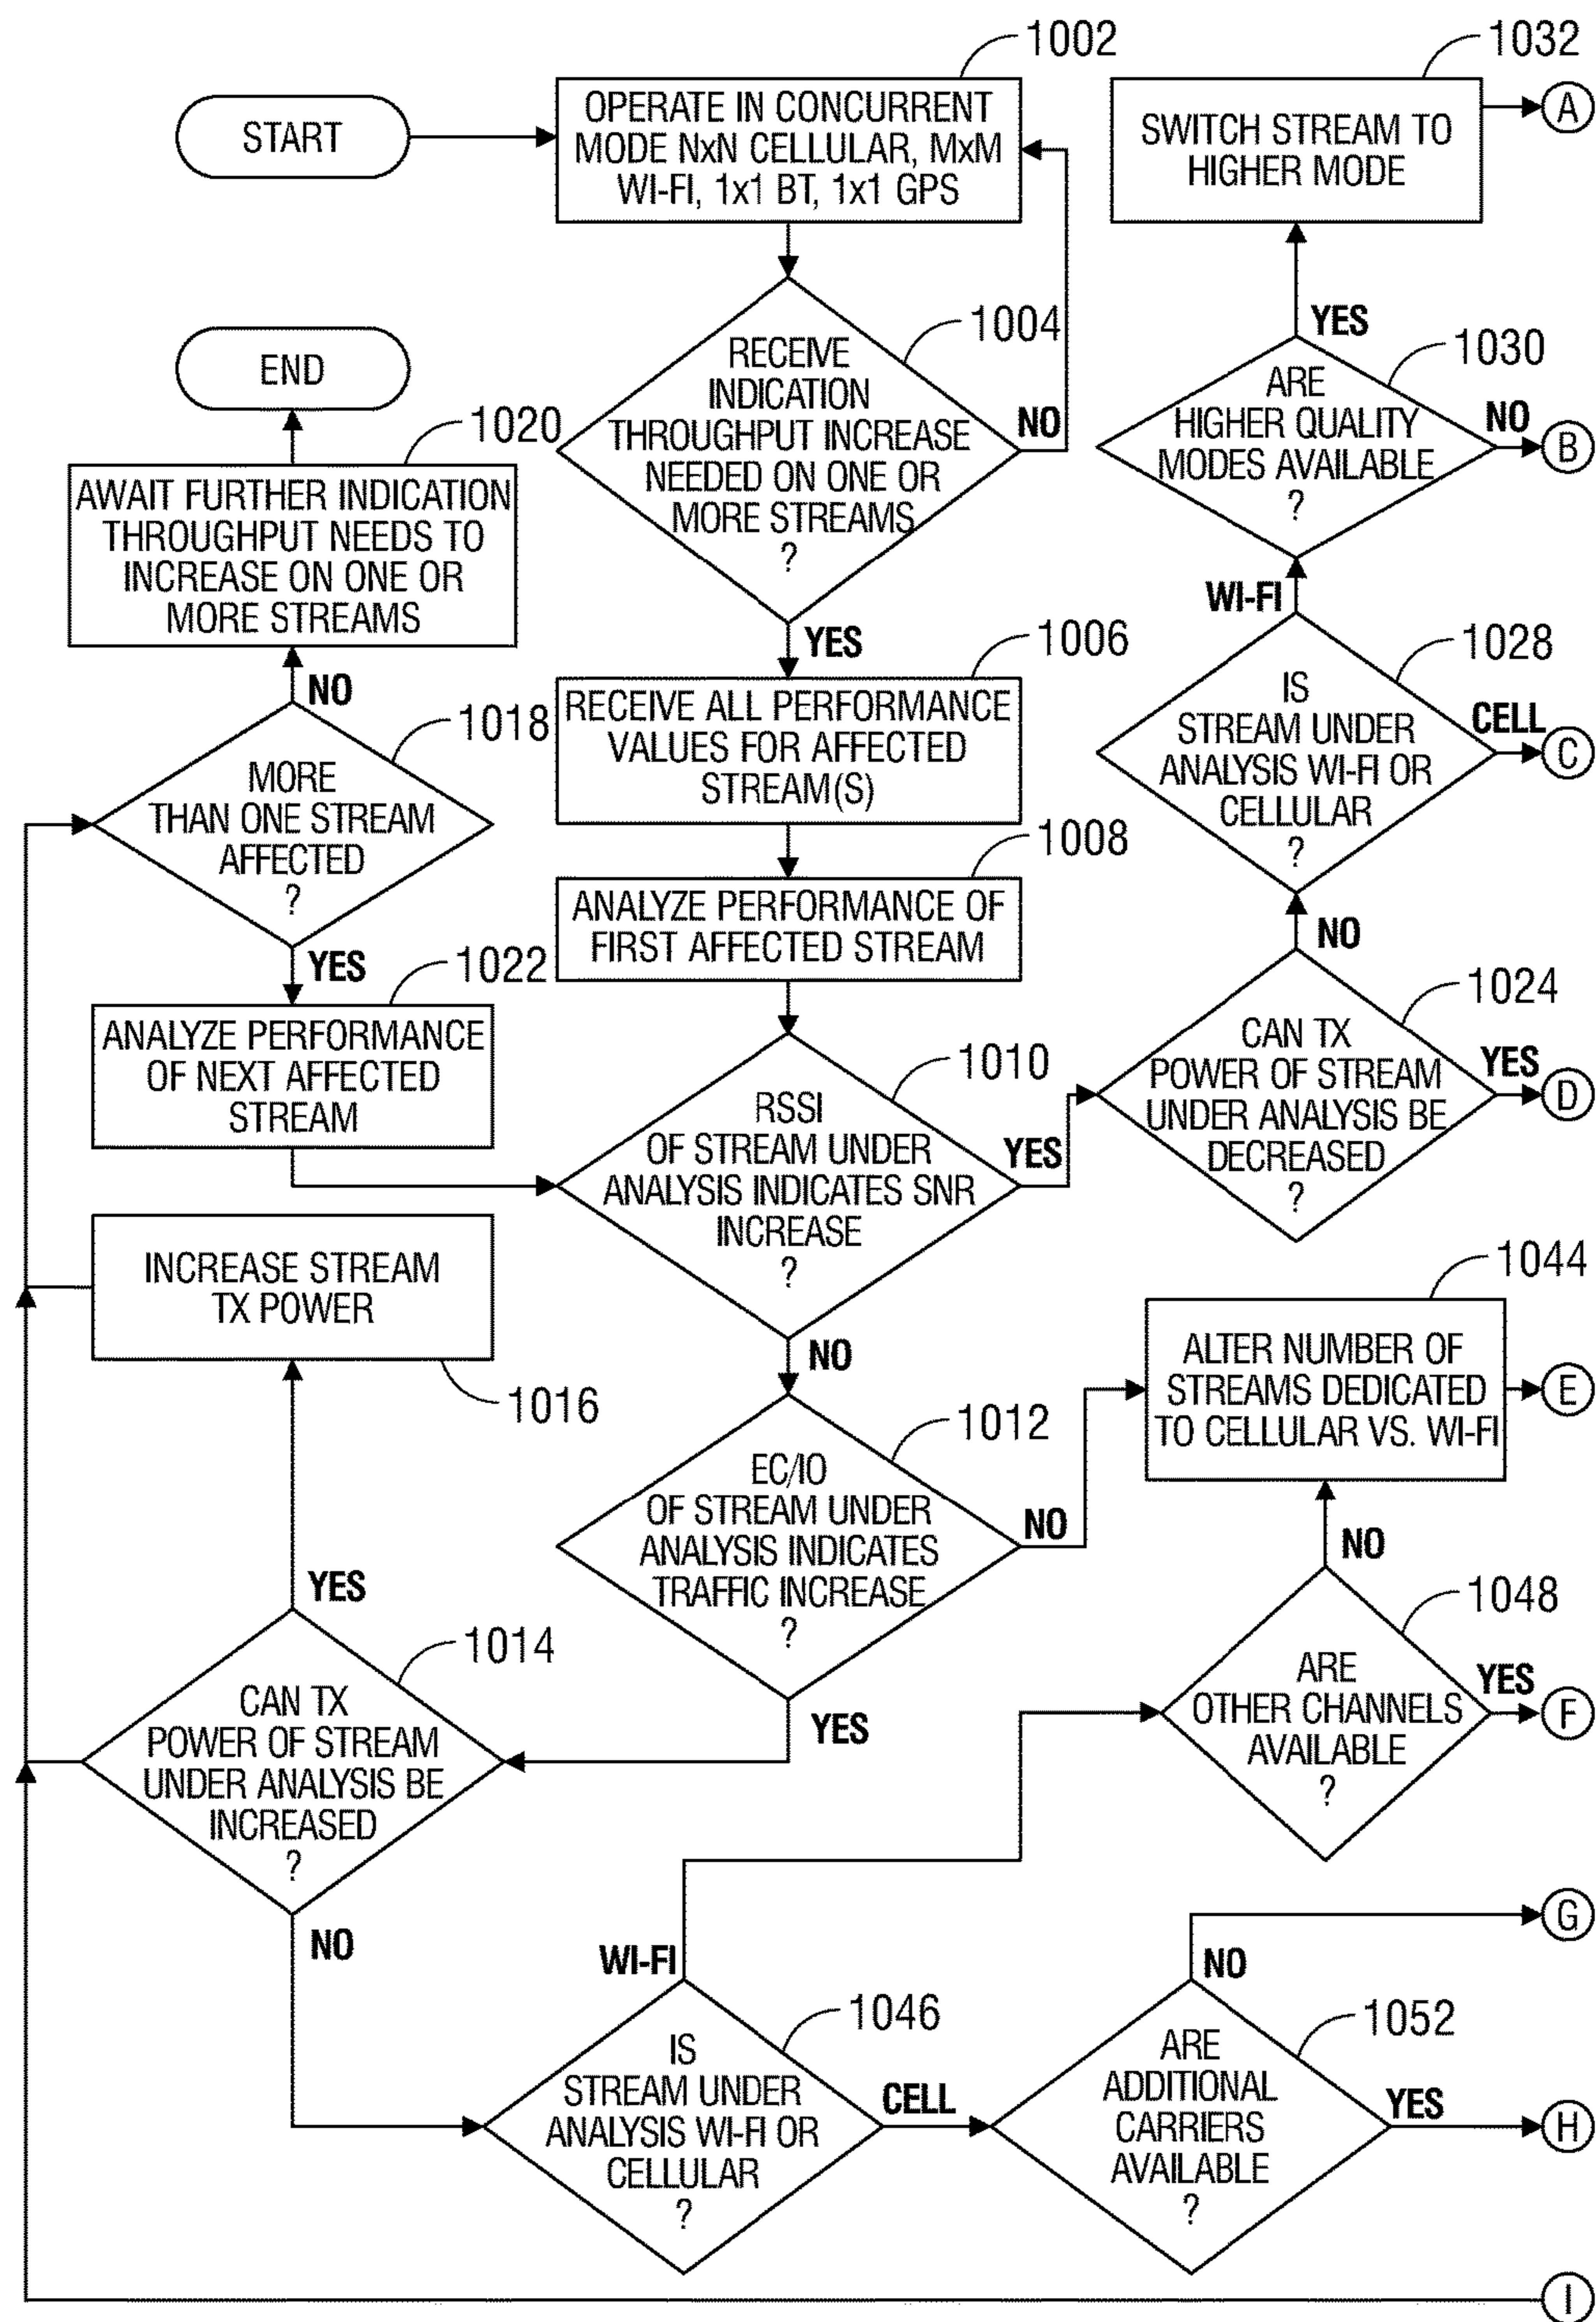 START
1002
OPERATE IN CONCURRENT
MODE NxN CELLULAR, MxM
WI-FI, 1x1 BT, 1x1 GPS
1004
RECEIVE
INDICATION
THROUGHPUT INCREASE
NEEDED ON ONE OR
MORE STREAMS
?
NO
YES
1006
RECEIVE ALL PERFORMANCE
VALUES FOR AFFECTED
STREAM(S)
1008
ANALYZE PERFORMANCE OF
FIRST AFFECTED STREAM
1010
RSSI
OF STREAM UNDER
ANALYSIS INDICATES SNR
INCREASE
?
YES
NO
1012
EC/IO
OF STREAM UNDER
ANALYSIS INDICATES
TRAFFIC INCREASE
?
NO
YES
END
1020
AWAIT FURTHER INDICATION
THROUGHPUT NEEDS TO
INCREASE ON ONE OR
MORE STREAMS
NO
1018
MORE
THAN ONE STREAM
AFFECTED
?
YES
1022
ANALYZE PERFORMANCE
OF NEXT AFFECTED
STREAM
INCREASE STREAM
TX POWER
1016
YES
1014
CAN TX
POWER OF STREAM
UNDER ANALYSIS BE
INCREASED
?
NO
1032
SWITCH STREAM TO
HIGHER MODE
A
YES
1030
ARE
HIGHER QUALITY
MODES AVAILABLE
?
NO
B
WI-FI
1028
IS
STREAM UNDER
ANALYSIS WI-FI OR
CELLULAR
?
CELL
C
NO
1024
CAN TX
POWER OF STREAM
UNDER ANALYSIS BE
DECREASED
?
YES
D
1044
ALTER NUMBER OF
STREAMS DEDICATED
TO CELLULAR VS. WI-FI
E
NO
1048
ARE
OTHER CHANNELS
AVAILABLE
?
YES
F
WI-FI
1046
IS
STREAM UNDER
ANALYSIS WI-FI OR
CELLULAR
?
CELL
G
NO
1052
ARE
ADDITIONAL
CARRIERS
AVAILABLE
?
YES
H
I